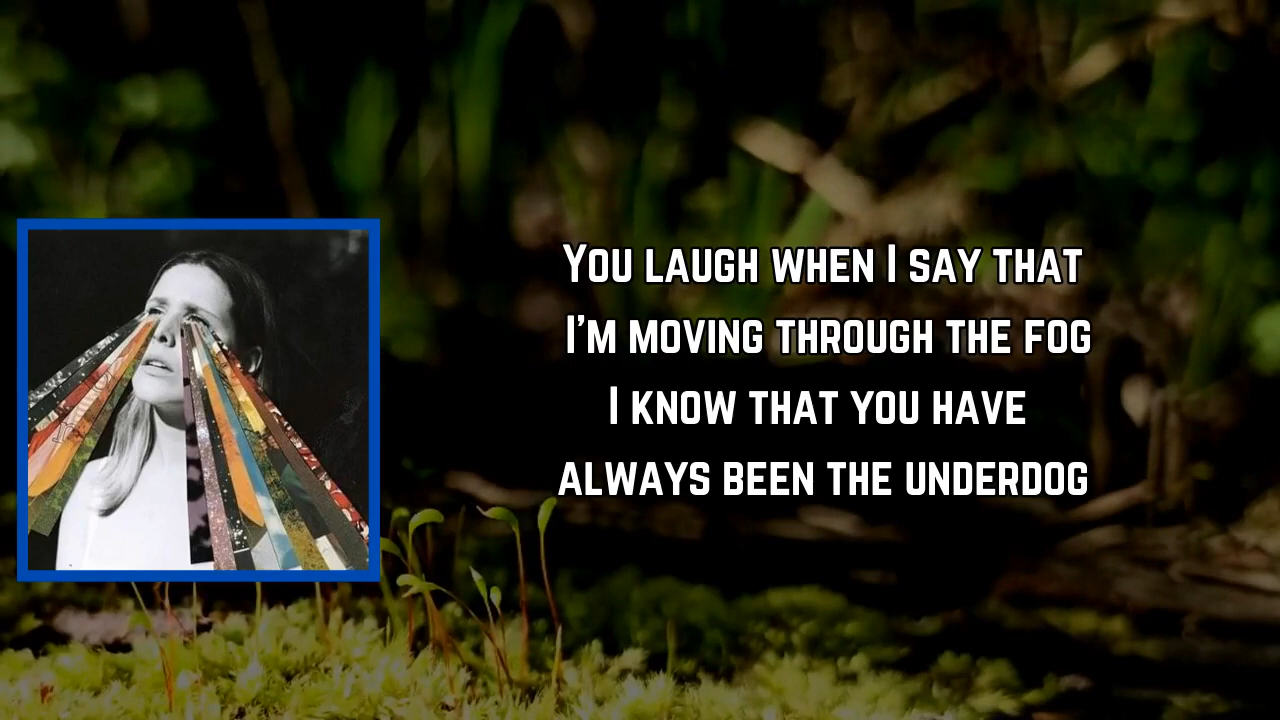 You laugh when I say that
I'm moving through the fog
I know that you have
always been the underdog